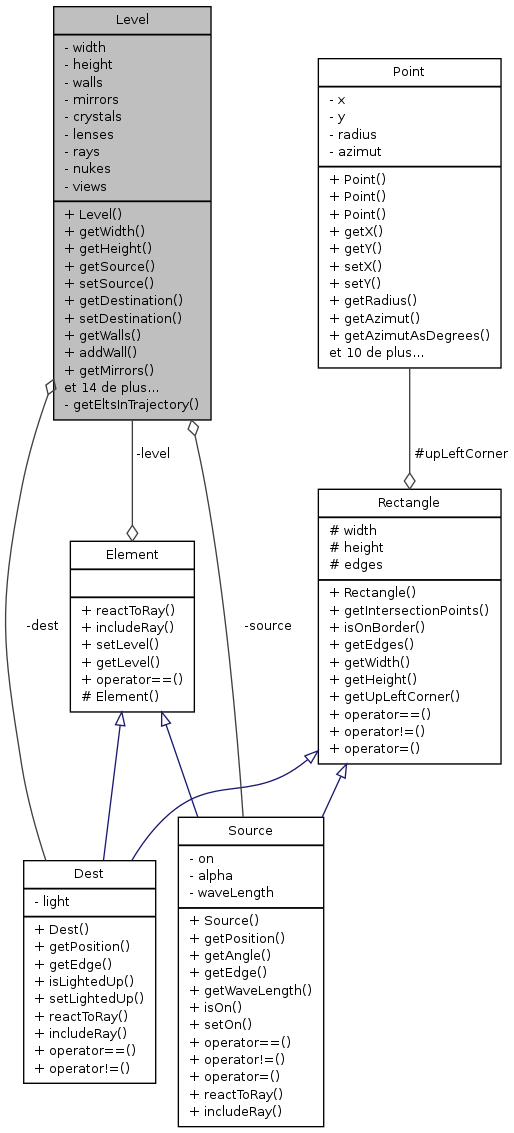 Level
- width
- height
- walls
- mirrors
- crystals
- lenses
- rays
- nukes
- views
+ Level()
+ getWidth()
+ getHeight()
+ getSource()
+ setSource()
+ getDestination()
+ setDestination()
+ getWalls()
+ addWall()
+ getMirrors()
et 14 de plus...
- getEltsInTrajectory()
Point
- x
- y
- radius
- azimut
+ Point()
+ Point()
+ Point()
+ getX()
+ getY()
+ setX()
+ setY()
+ getRadius()
+ getAzimut()
+ getAzimutAsDegrees()
et 10 de plus...
-level
#upLeftCorner
Element
+ reactToRay()
+ includeRay()
+ setLevel()
+ getLevel()
+ operator==()
# Element()
Rectangle
# width
# height
# edges
+ Rectangle()
+ getIntersectionPoints()
+ isOnBorder()
+ getEdges()
+ getWidth()
+ getHeight()
+ getUpLeftCorner()
+ operator==()
+ operator!=()
+ operator=()
-dest
-source
Dest
- light
+ Dest()
+ getPosition()
+ getEdge()
+ isLightedUp()
+ setLightedUp()
+ reactToRay()
+ includeRay()
+ operator==()
+ operator!=()
Source
- on
- alpha
- waveLength
+ Source()
+ getPosition()
+ getAngle()
+ getEdge()
+ getWaveLength()
+ isOn()
+ setOn()
+ operator==()
+ operator!=()
+ operator=()
+ reactToRay()
+ includeRay()